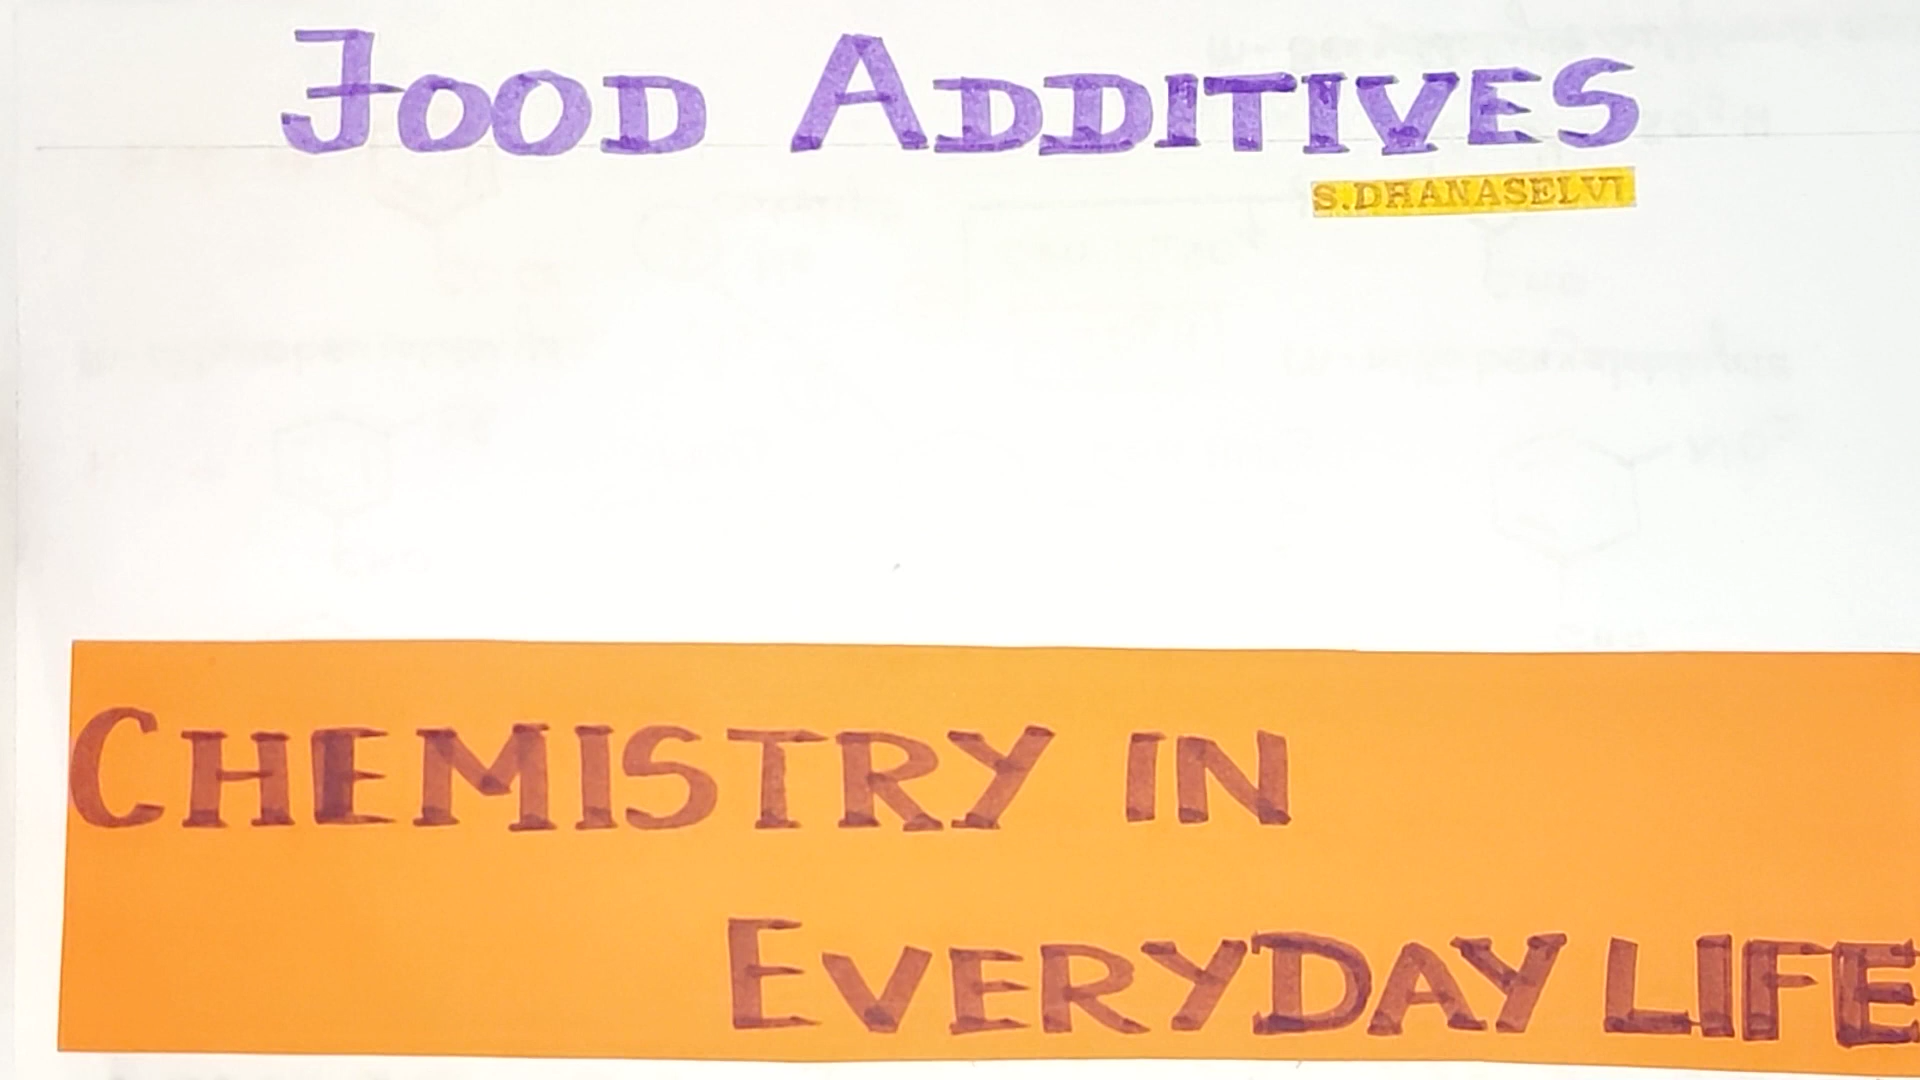 FOOD ADDITIVES
S.DHANASELVI
CHEMISTRY IN
EVERYDAY LIFE